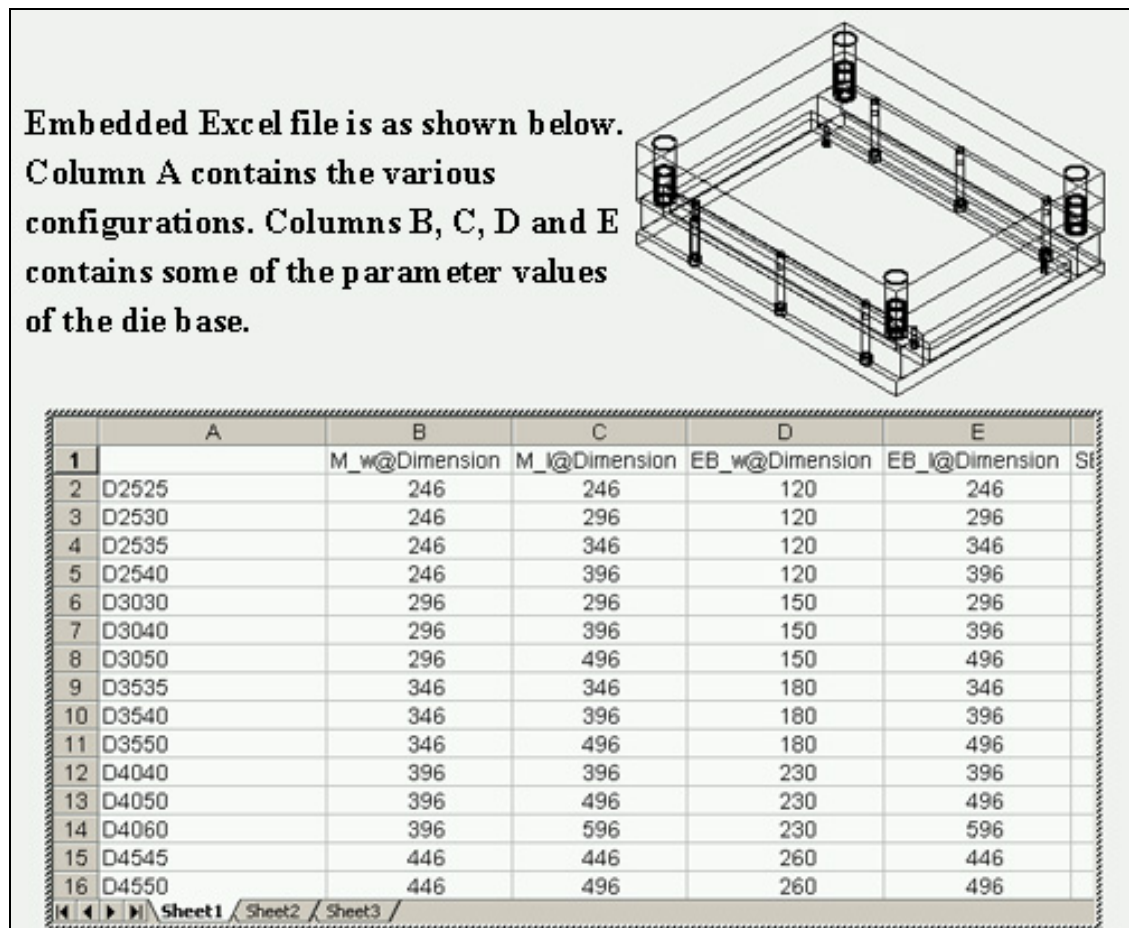 Embedded Excel file is as shown below.
Column A contains the various
configurations. Columns B, C, D and E
contains some of the parameter values
of the die base.
A B C D E
1 M_w@Dimension M_l@Dimension EB_w@Dimension EB_l@Dimension
2 D2525 246 246 120 246
3 D2530 246 296 120 296
4 D2535 246 346 120 346
5 D2540 246 396 120 396
6 D3030 296 296 150 296
7 D3040 296 396 150 396
8 D3050 296 496 150 496
9 D3535 346 346 180 346
10 D3540 346 396 180 396
11 D3550 346 496 180 496
12 D4040 396 396 230 396
13 D4050 396 496 230 496
14 D4060 396 596 230 596
15 D4545 446 446 260 446
16 D4550 446 496 260 496
Sheet1 Sheet2 Sheet3